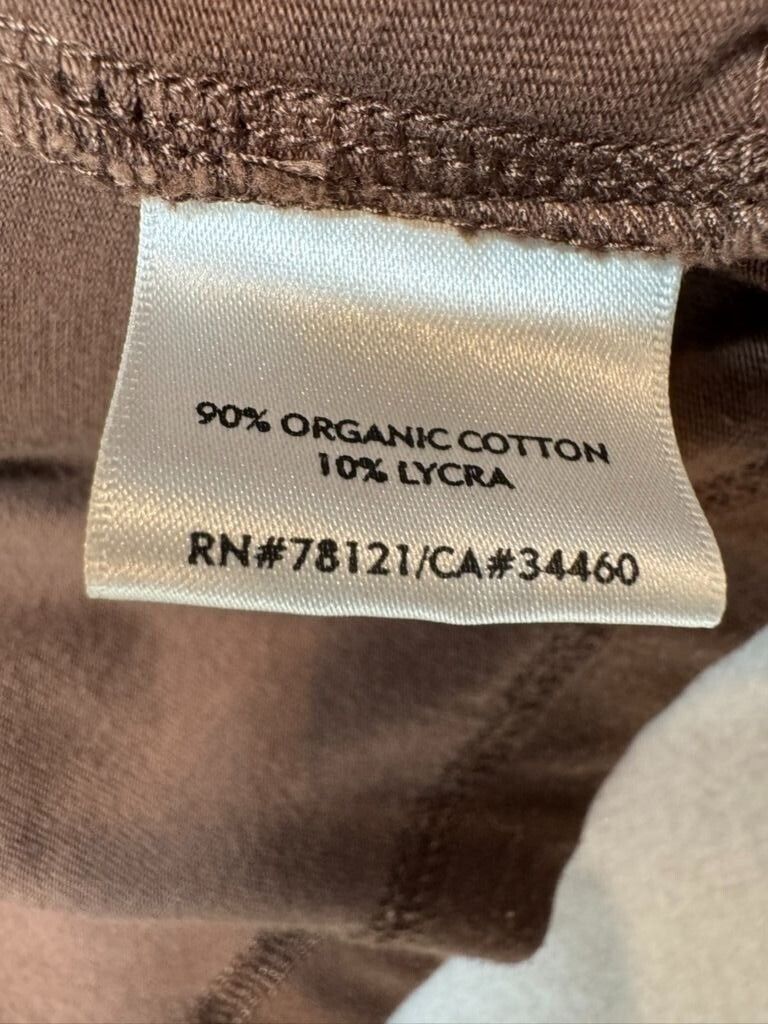 90% ORGANIC COTTON
10% LYCRA
RN#78121/CA#34460